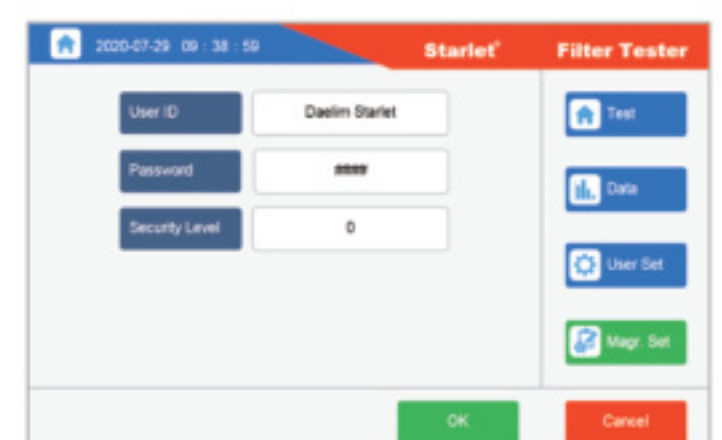 2020-07-29 09 : 38 : 59
Starlet®
Filter Tester
User ID
Daelim Starlet
Password
####
Security Level
0
Test
Data
User Set
Magr. Set
OK
Cancel